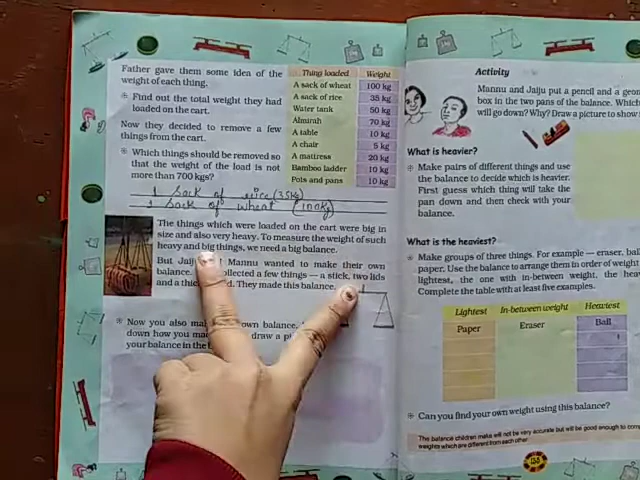 Father gave them some idea of the
weight of each thing.
Find out the total weight they had
loaded on the cart.
Now they decided to remove a few
things from the cart.
Which things should be removed so
that the weight of the load is not
more than 700 kgs?
Thing loaded Weight
A sack of wheat 100 kg
A sack of rice 35 kg
Water tank 50 kg
Almirah 70 kg
A table 10 kg
A chair 5 kg
A mattress 20 kg
Bamboo ladder 10 kg
Pots and pans 10 kg
1 Sack of rice (35kg)
1 Sack of wheat (100kg)
The things which were loaded on the cart were big in
size and also very heavy. To measure the weight of such
heavy and big things, we need a big balance.
But Mannu wanted to make their own
balance. collected a few things — a stick, two lids
and a They made this balance.
Now you also own balance,
down how you draw a
your balance in the
Activity
Mannu and Jaiju put a pencil and a
box in the two pans of the balance.
will go down? Why? Draw a picture to show
What is heavier?
Make pairs of different things and use
the balance to decide which is heavier.
First guess which thing will take the
pan down and then check with your
balance.
What is the heaviest?
Make groups of three things. For example — eraser,
paper. Use the balance to arrange them in order of weight
lightest, the one with in-between weight, the
Complete the table with at least five examples.
Lightest In-between weight Heaviest
Paper Eraser Ball
Can you find your own weight using this balance?
The balance children make will not be very accurate but will be good enough to
weights which are different from each other.